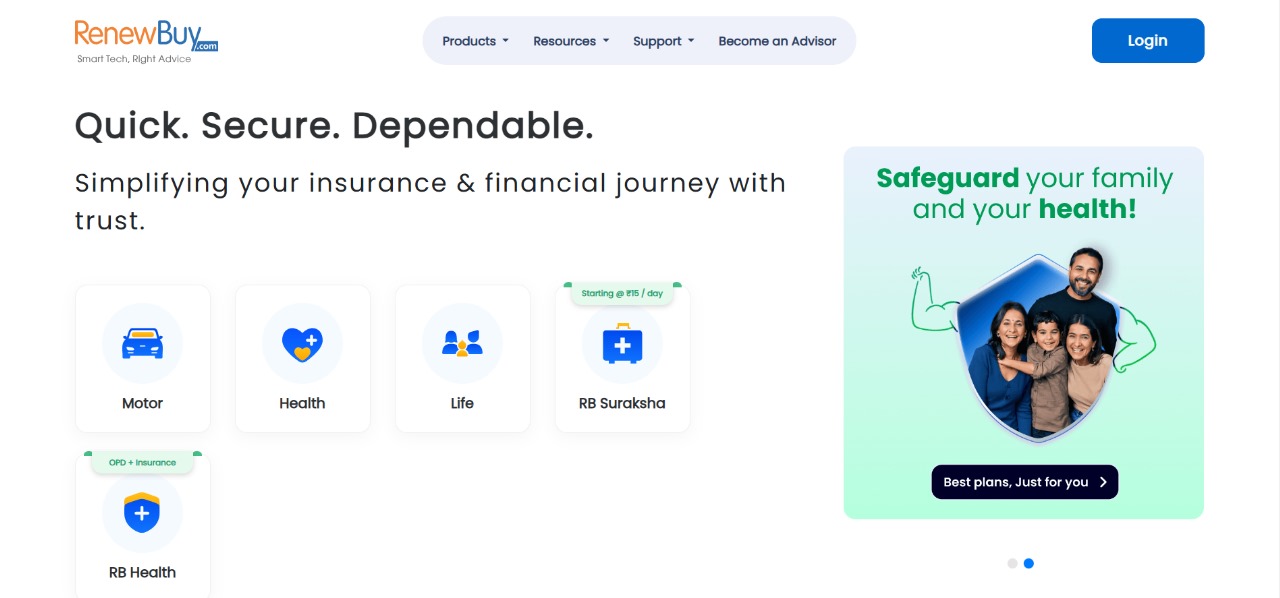 RenewBuy.com
Smart Tech, Right Advice
Products
Resources
Support
Become an Advisor
Login
Quick. Secure. Dependable.
Simplifying your insurance & financial journey with
trust.
Safeguard your family
and your health!
Starting @ ₹15 / day
Motor
Health
Life
RB Suraksha
Best plans, Just for you
OPD + Insurance
RB Health